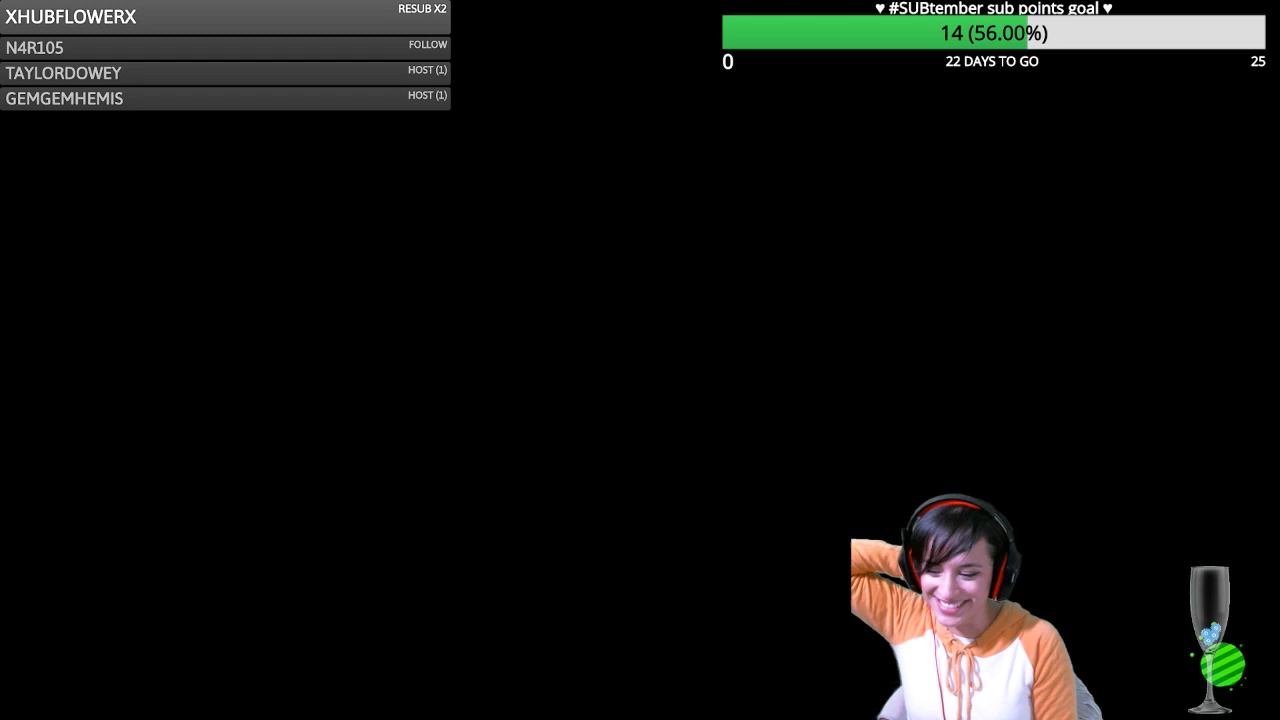 XHUBFLOWERX RESUB X2
N4R105 FOLLOW
TAYLORDOWEY HOST (1)
GEMGEMHEMIS HOST (1)
♥ #SUBtember sub points goal ♥
14 (56.00%)
0 22 DAYS TO GO 25